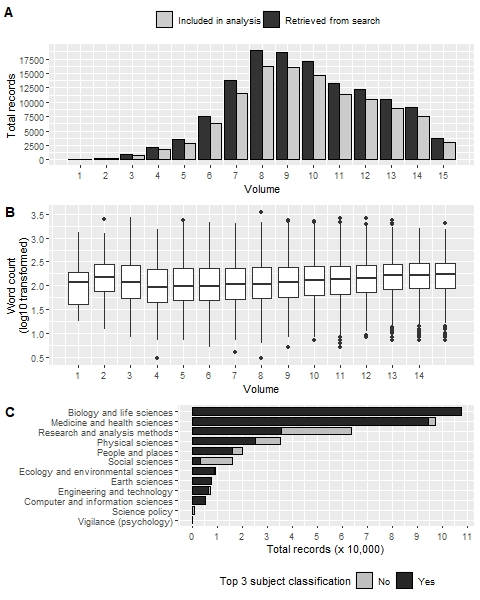 A
Included in analysis Retrieved from search
17500
15000
12500
10000
7500
5000
2500
0
Total records
1 2 3 4 5 6 7 8 9 10 11 12 13 14 15
Volume
B
3.5
3.0
2.5
2.0
1.5
1.0
0.5
Word count
(log10 transformed)
1 2 3 4 5 6 7 8 9 10 11 12 13 14
Volume
C
Biology and life sciences
Medicine and health sciences
Research and analysis methods
Physical sciences
People and places
Social sciences
Ecology and environmental sciences
Earth sciences
Engineering and technology
Computer and information sciences
Science policy
Vigilance (psychology)
0 1 2 3 4 5 6 7 8 9 10 11
Total records (x 10,000)
Top 3 subject classification No Yes